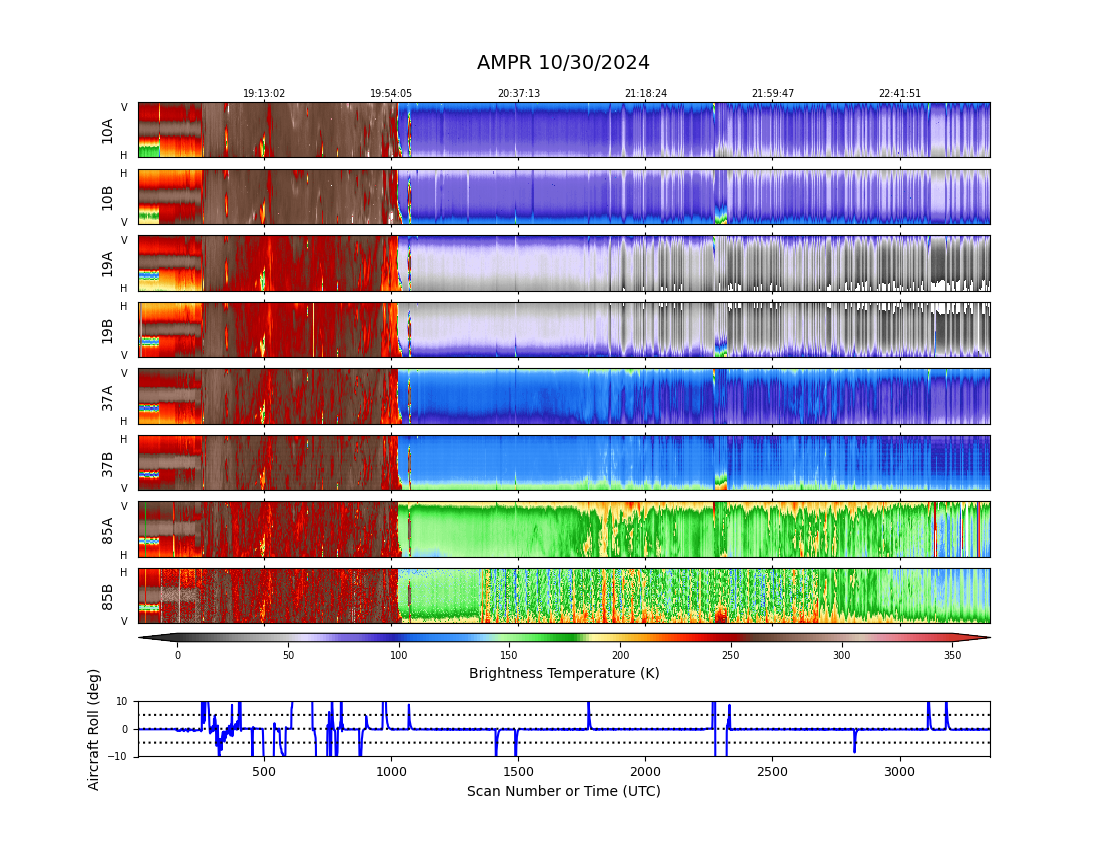 AMPR 10/30/2024
19:13:02 19:54:05 20:37:13 21:18:24 21:59:47 22:41:51
V
10A
H
H
10B
V
V
19A
H
H
19B
V
V
37A
H
H
37B
V
V
85A
H
H
85B
V
0 50 100 150 200 250 300 350
Brightness Temperature (K)
10
0
−10
Aircraft Roll (deg)
500 1000 1500 2000 2500 3000
Scan Number or Time (UTC)